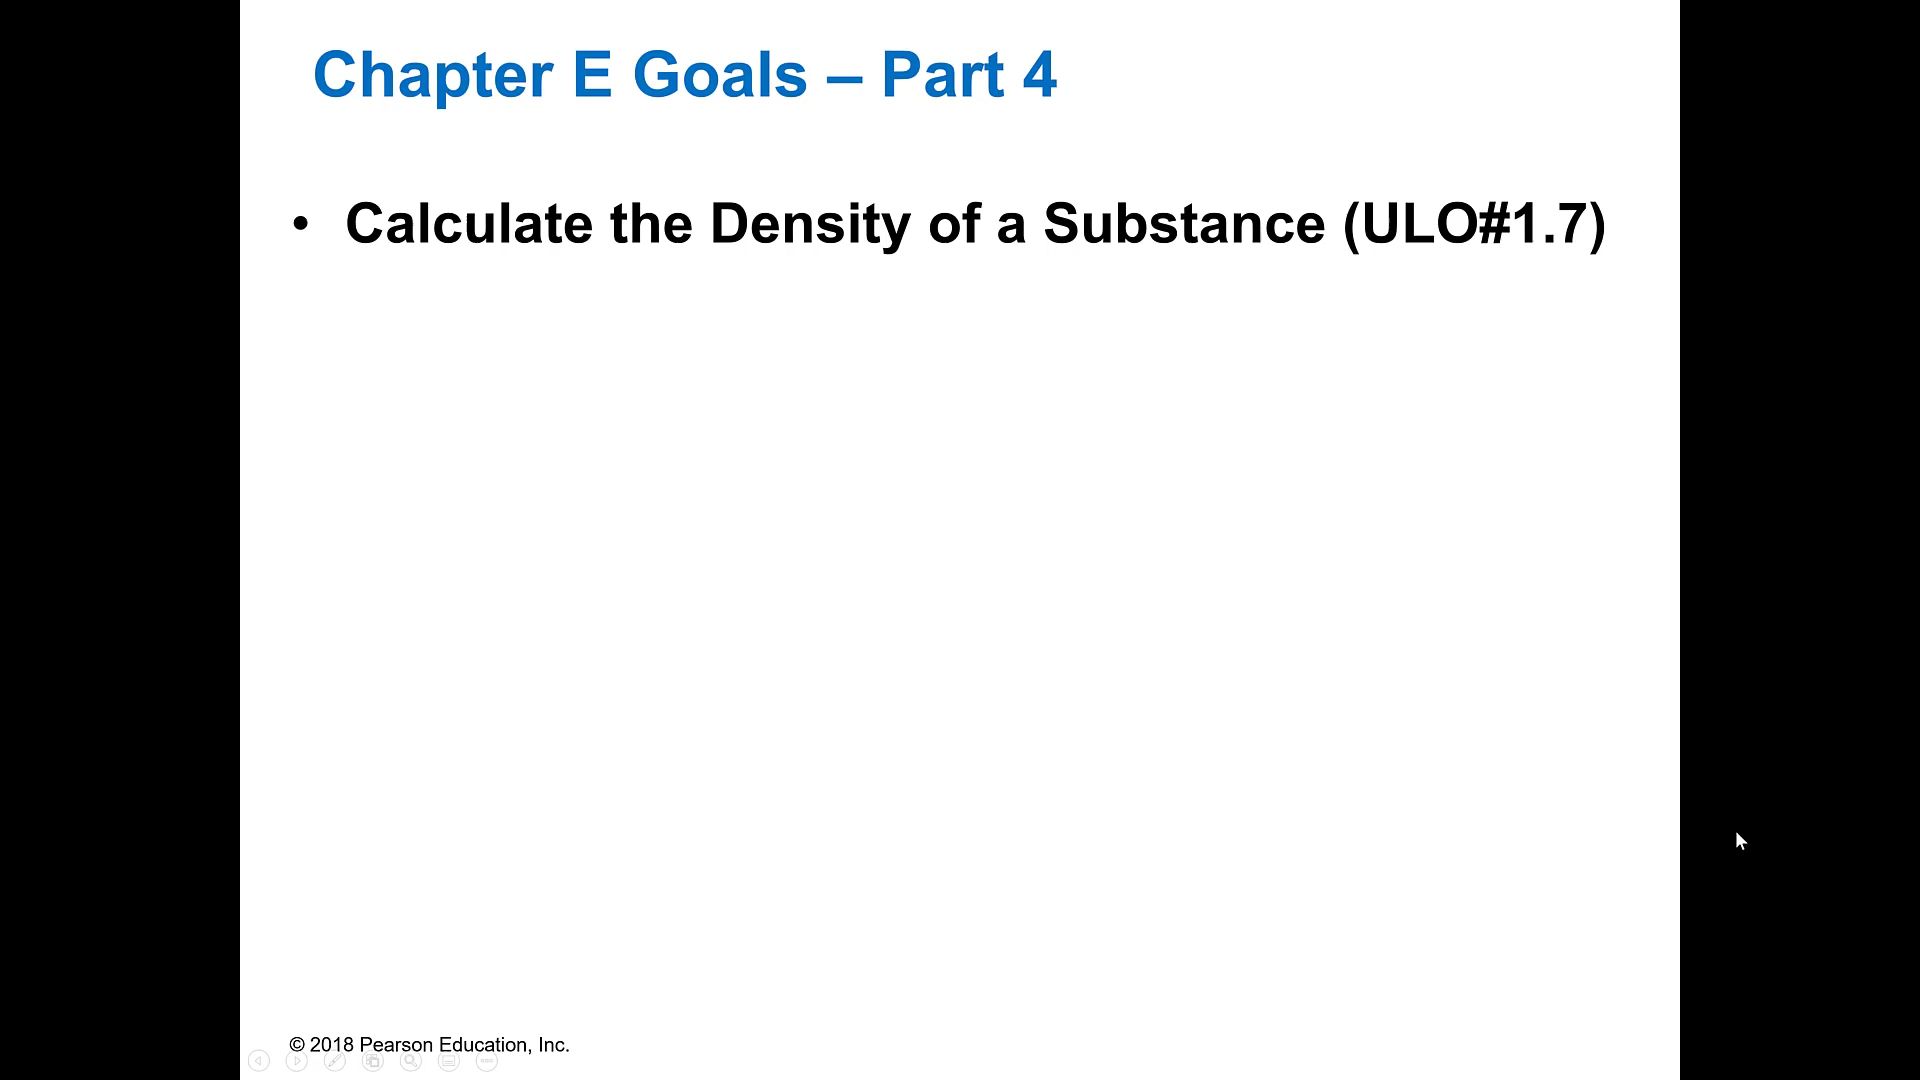 Chapter E Goals – Part 4
• Calculate the Density of a Substance (ULO#1.7)
© 2018 Pearson Education, Inc.